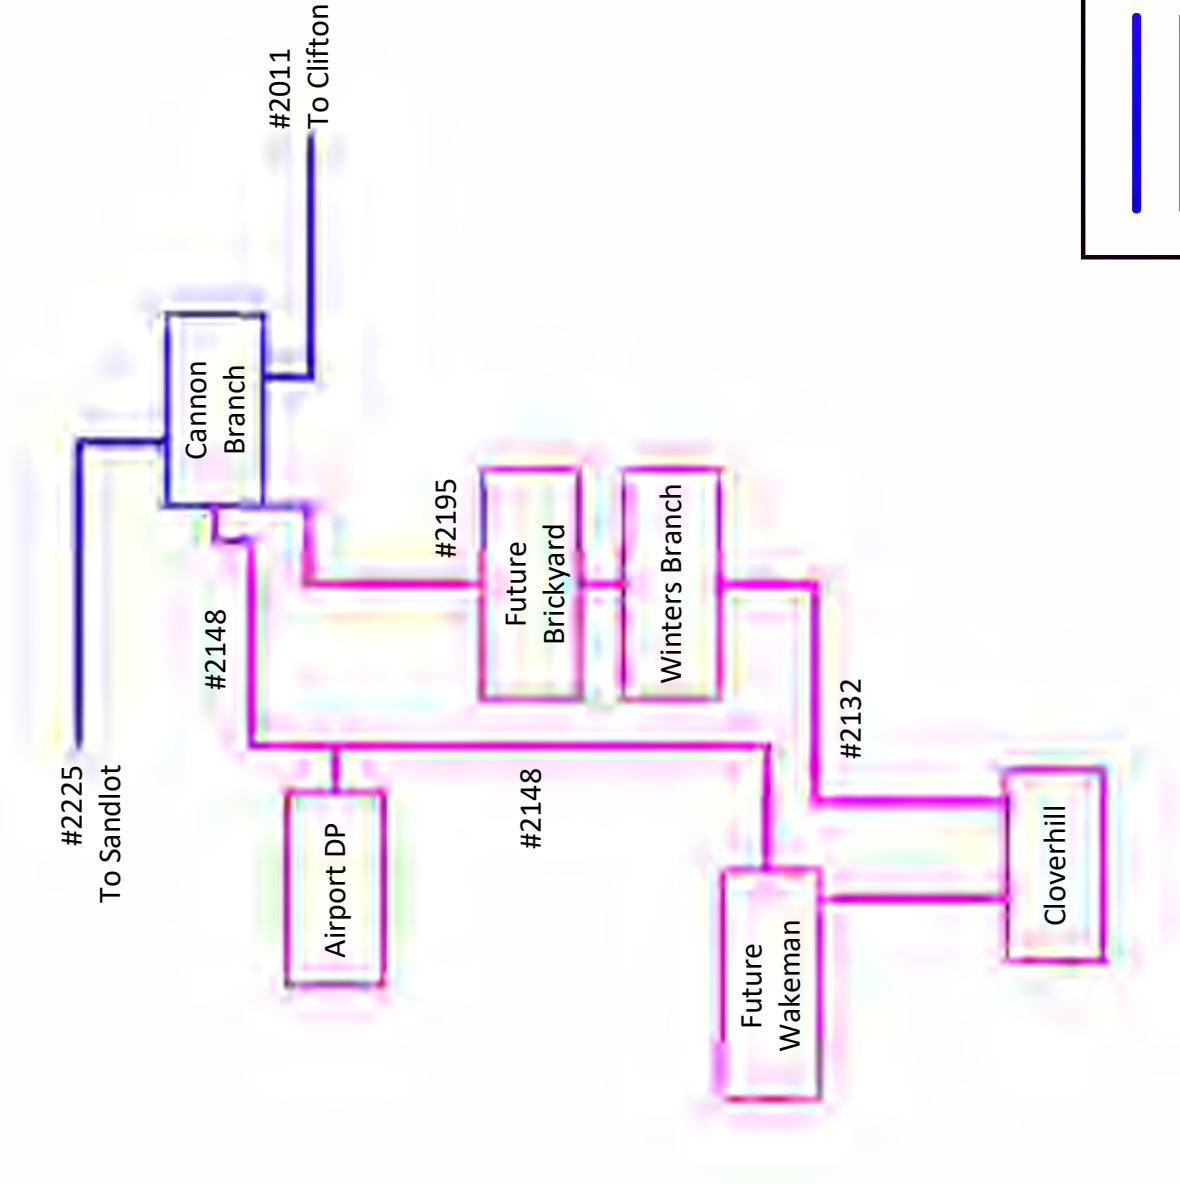 #2225
To Sandlot
#2011
To Clifton
Cannon
Branch
#2148
#2195
Future
Brickyard
Winters Branch
Airport DP
#2148
#2132
Future
Wakeman
Cloverhill